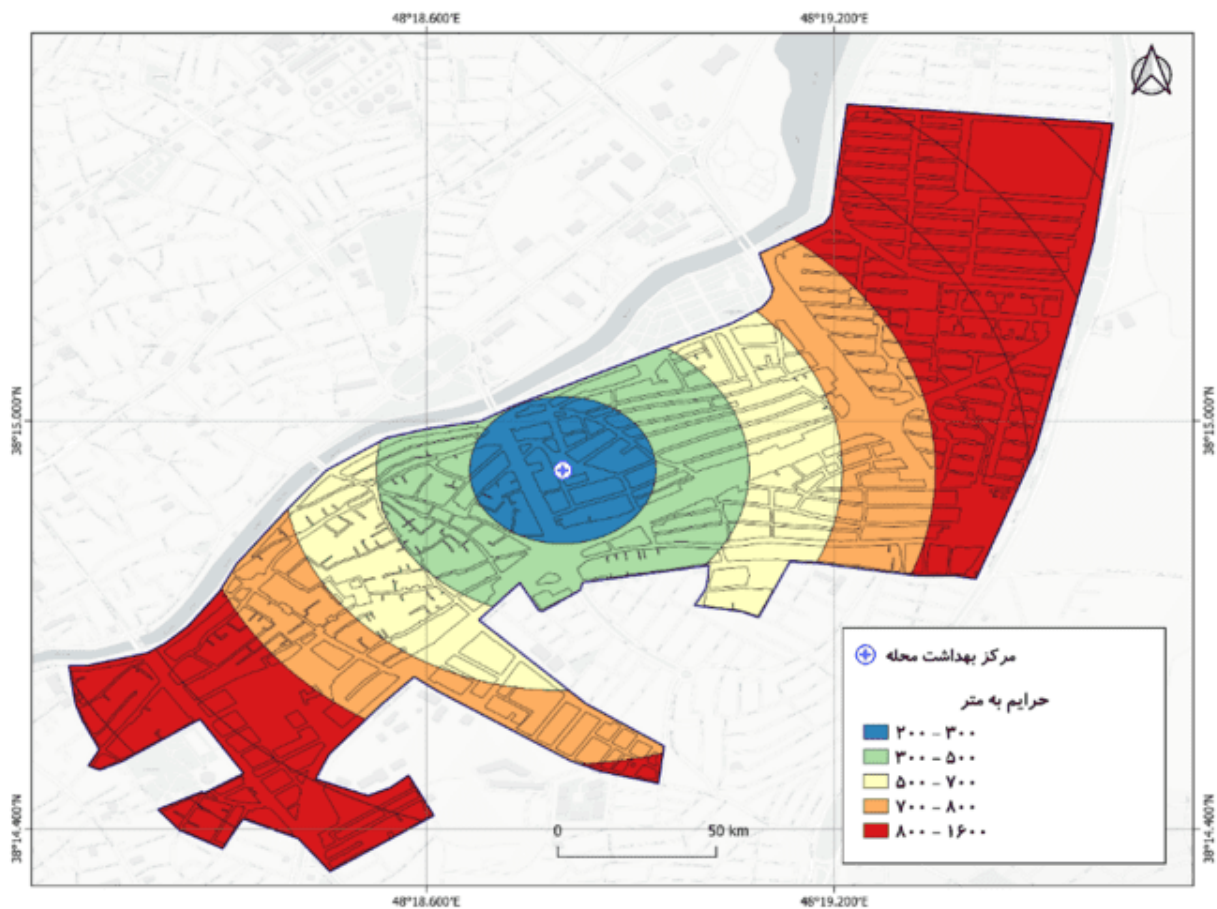 48°18.600'E 48°19.200'E
38°15.000'N 38°15.000'N
مرکز بهداشت محله
حرایم به متر
۲۰۰ - ۳۰۰
۳۰۰ - ۵۰۰
۵۰۰ - ۷۰۰
۷۰۰ - ۸۰۰
۸۰۰ - ۱۶۰۰
0 50 km
38°14.400'N 38°14.400'N
48°18.600'E 48°19.200'E